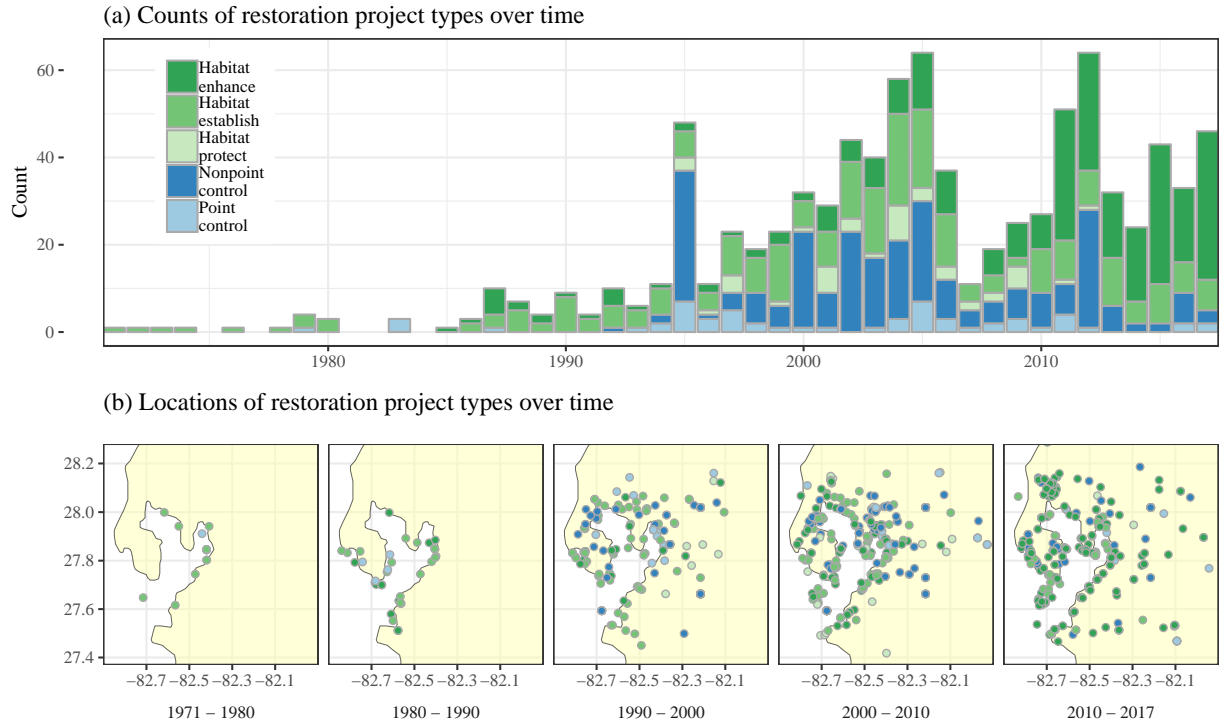 (a) Counts of restoration project types over time
60
40
20
0
Count
Habitat
enhance
Habitat
establish
Habitat
protect
Nonpoint
control
Point
control
1980
1990
2000
2010
(b) Locations of restoration project types over time
28.2
28.0
27.8
27.6
27.4
−82.7 −82.5 −82.3 −82.1
−82.7 −82.5 −82.3 −82.1
−82.7 −82.5 −82.3 −82.1
−82.7 −82.5 −82.3 −82.1
−82.7 −82.5 −82.3 −82.1
1971 – 1980
1980 – 1990
1990 – 2000
2000 – 2010
2010 – 2017